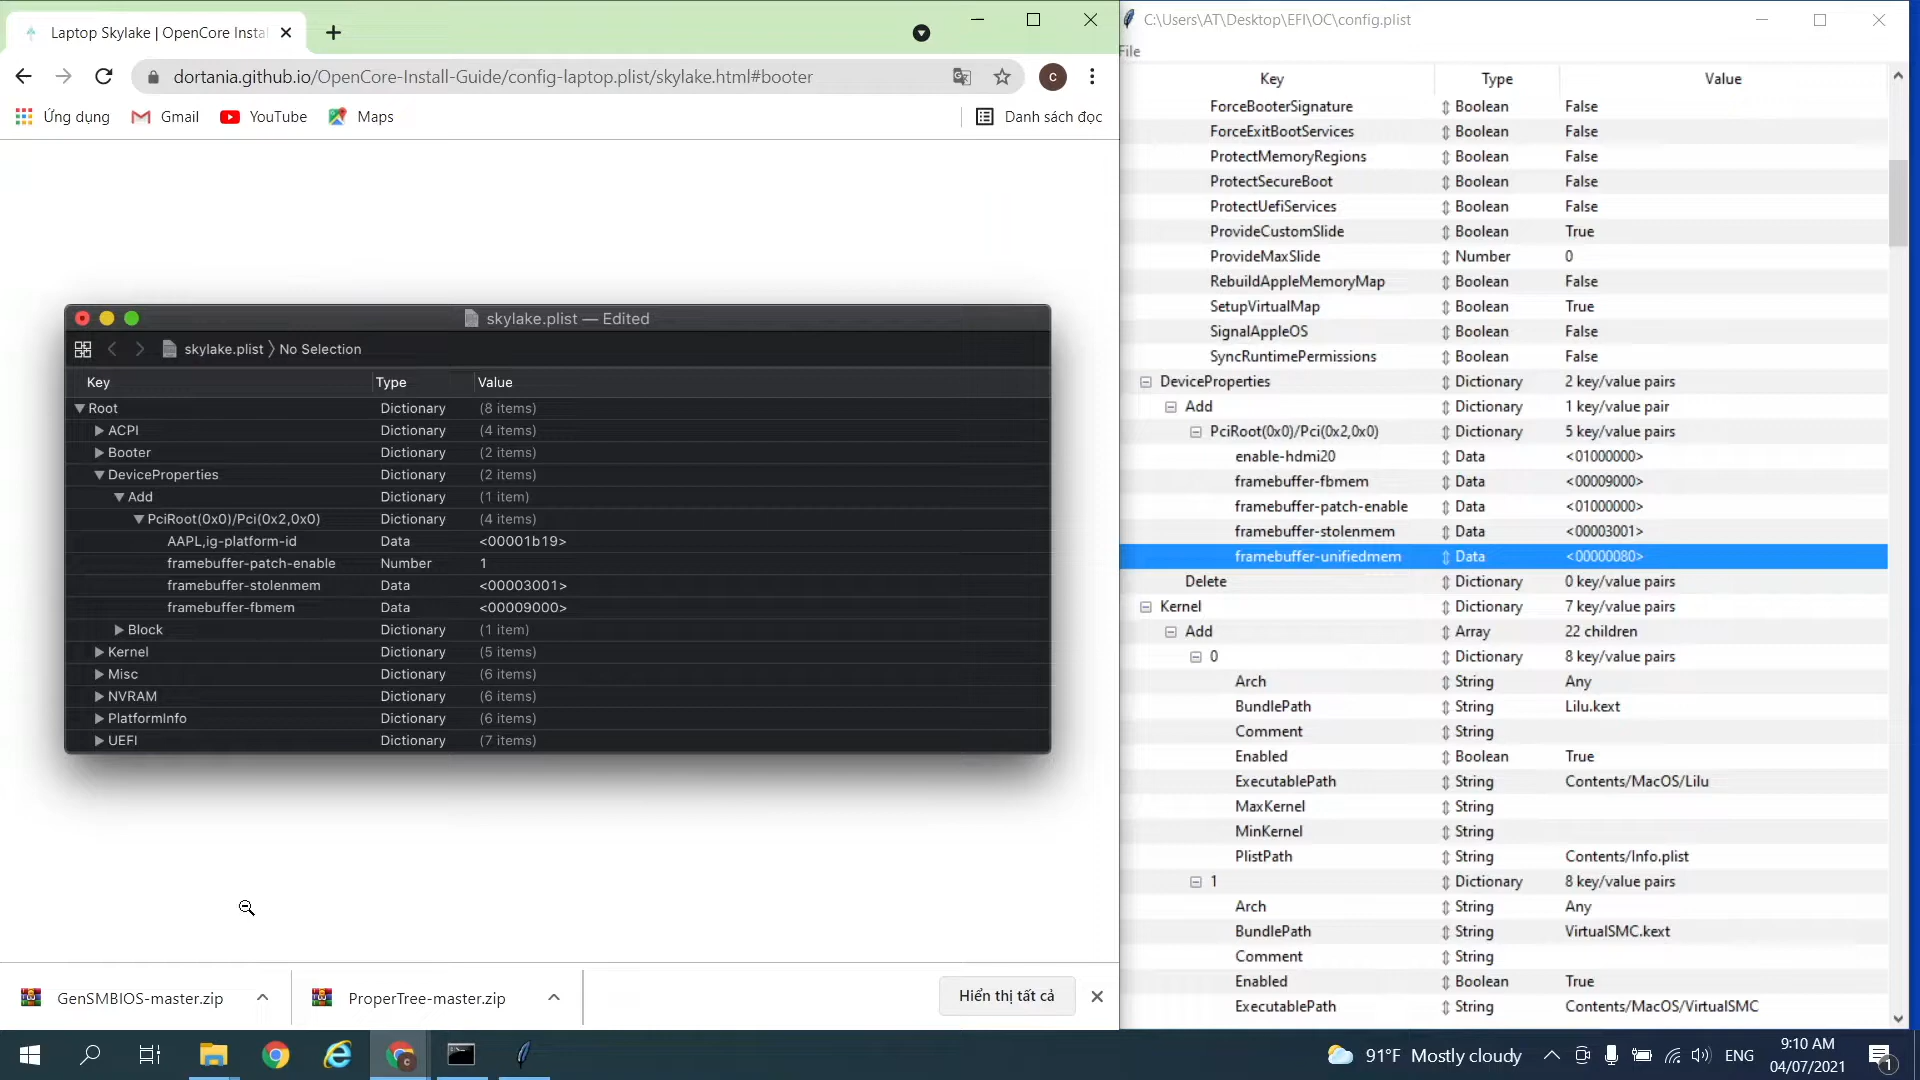 Laptop Skylake | OpenCore Insta
dortania.github.io/OpenCore-Install-Guide/config-laptop.plist/skylake.html#booter
c
Ứng dụng
Gmail
YouTube
Maps
Danh sách đọc
skylake.plist — Edited
skylake.plist 〉 No Selection
Key Type Value
Root Dictionary (8 items)
ACPI Dictionary (4 items)
Booter Dictionary (2 items)
DeviceProperties Dictionary (2 items)
Add Dictionary (1 item)
PciRoot(0x0)/Pci(0x2,0x0) Dictionary (4 items)
AAPL,ig-platform-id Data <00001b19>
framebuffer-patch-enable Number 1
framebuffer-stolenmem Data <00003001>
framebuffer-fbmem Data <00009000>
Block Dictionary (1 item)
Kernel Dictionary (5 items)
Misc Dictionary (6 items)
NVRAM Dictionary (6 items)
PlatformInfo Dictionary (6 items)
UEFI Dictionary (7 items)
GenSMBIOS-master.zip
ProperTree-master.zip
Hiển thị tất cả
C:\Users\AT\Desktop\EFI\OC\config.plist
File
Key Type Value
ForceBooterSignature Boolean False
ForceExitBootServices Boolean False
ProtectMemoryRegions Boolean False
ProtectSecureBoot Boolean False
ProtectUefiServices Boolean False
ProvideCustomSlide Boolean True
ProvideMaxSlide Number 0
RebuildAppleMemoryMap Boolean False
SetupVirtualMap Boolean True
SignalAppleOS Boolean False
SyncRuntimePermissions Boolean False
DeviceProperties Dictionary 2 key/value pairs
Add Dictionary 1 key/value pair
PciRoot(0x0)/Pci(0x2,0x0) Dictionary 5 key/value pairs
enable-hdmi20 Data <01000000>
framebuffer-fbmem Data <00009000>
framebuffer-patch-enable Data <01000000>
framebuffer-stolenmem Data <00003001>
framebuffer-unifiedmem Data <00000080>
Delete Dictionary 0 key/value pairs
Kernel Dictionary 7 key/value pairs
Add Array 22 children
0 Dictionary 8 key/value pairs
Arch String Any
BundlePath String Lilu.kext
Comment String
Enabled Boolean True
ExecutablePath String Contents/MacOS/Lilu
MaxKernel String
MinKernel String
PlistPath String Contents/Info.plist
1 Dictionary 8 key/value pairs
Arch String Any
BundlePath String VirtualSMC.kext
Comment String
Enabled Boolean True
ExecutablePath String Contents/MacOS/VirtualSMC
91°F Mostly cloudy
ENG
9:10 AM
04/07/2021
1